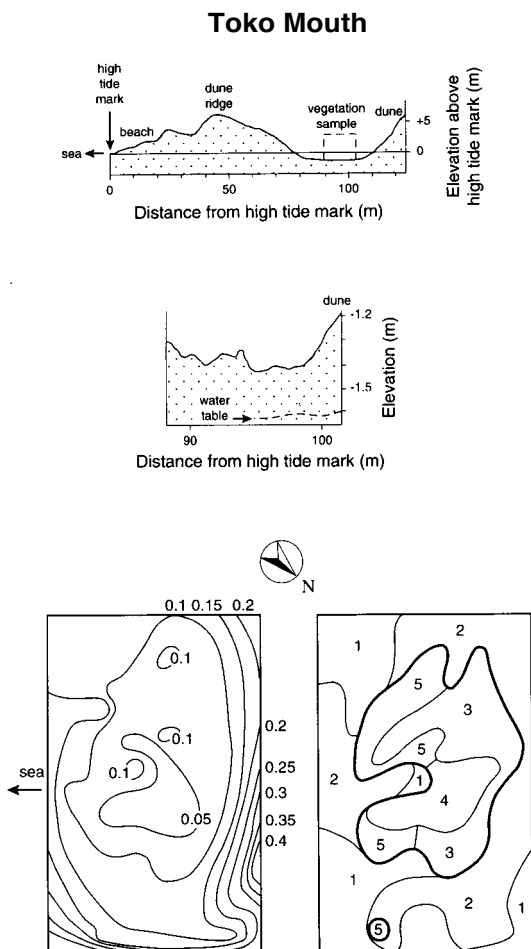 Toko Mouth
high
tide
mark
dune
ridge
vegetation
sample
dune
beach
sea
+5
0
Elevation above
high tide mark (m)
0 50 100
Distance from high tide mark (m)
dune
-1.2
-1.5
Elevation (m)
water
table
90 100
Distance from high tide mark (m)
N
0.1 0.15 0.2
0.1
0.1
0.1
0.05
sea
0.2
0.25
0.3
0.35
0.4
1
2
5
3
5
2
1
4
5
3
1
2
1
5